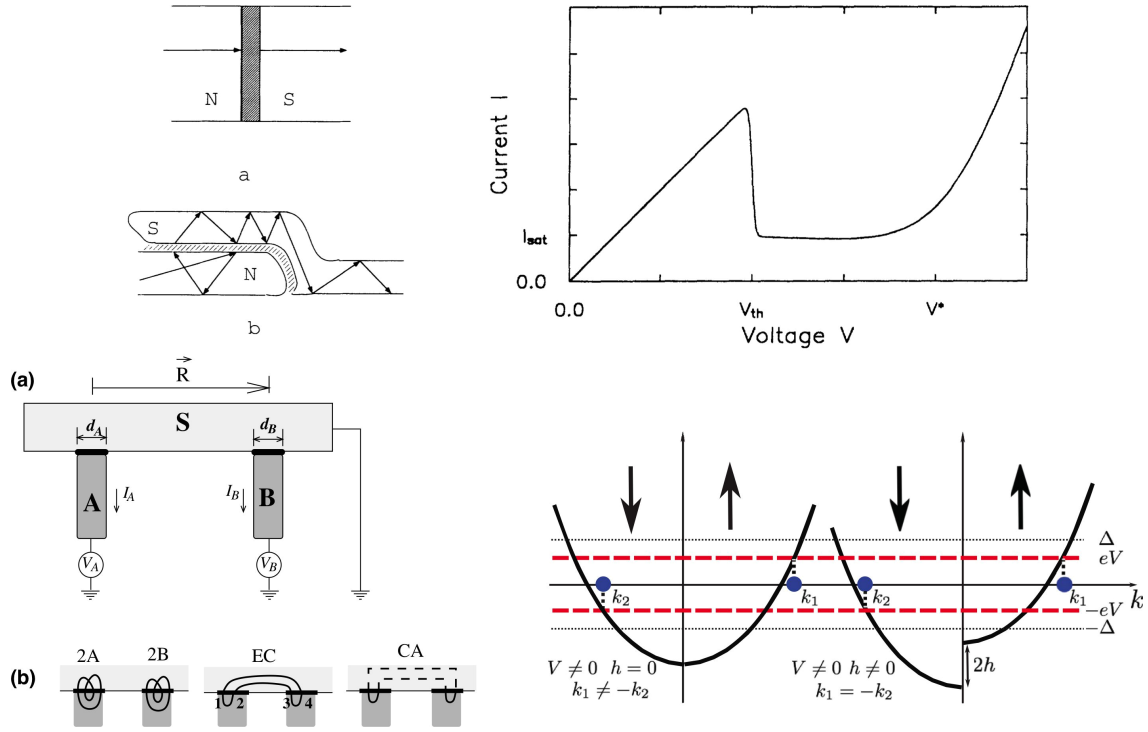 N S
a
S
N
b
Current I
I_sat
0.0
0.0 V_th V*
Voltage V
(a)
R⃗
d_A S d_B
A I_A I_B B
V_A V_B
(b)
2A 2B EC CA
1 2 3 4
Δ
eV
k_2 k_1 k_2 k_1 k
−eV
−Δ
V ≠ 0 h = 0 V ≠ 0 h ≠ 0 2h
k_1 ≠ −k_2 k_1 = −k_2